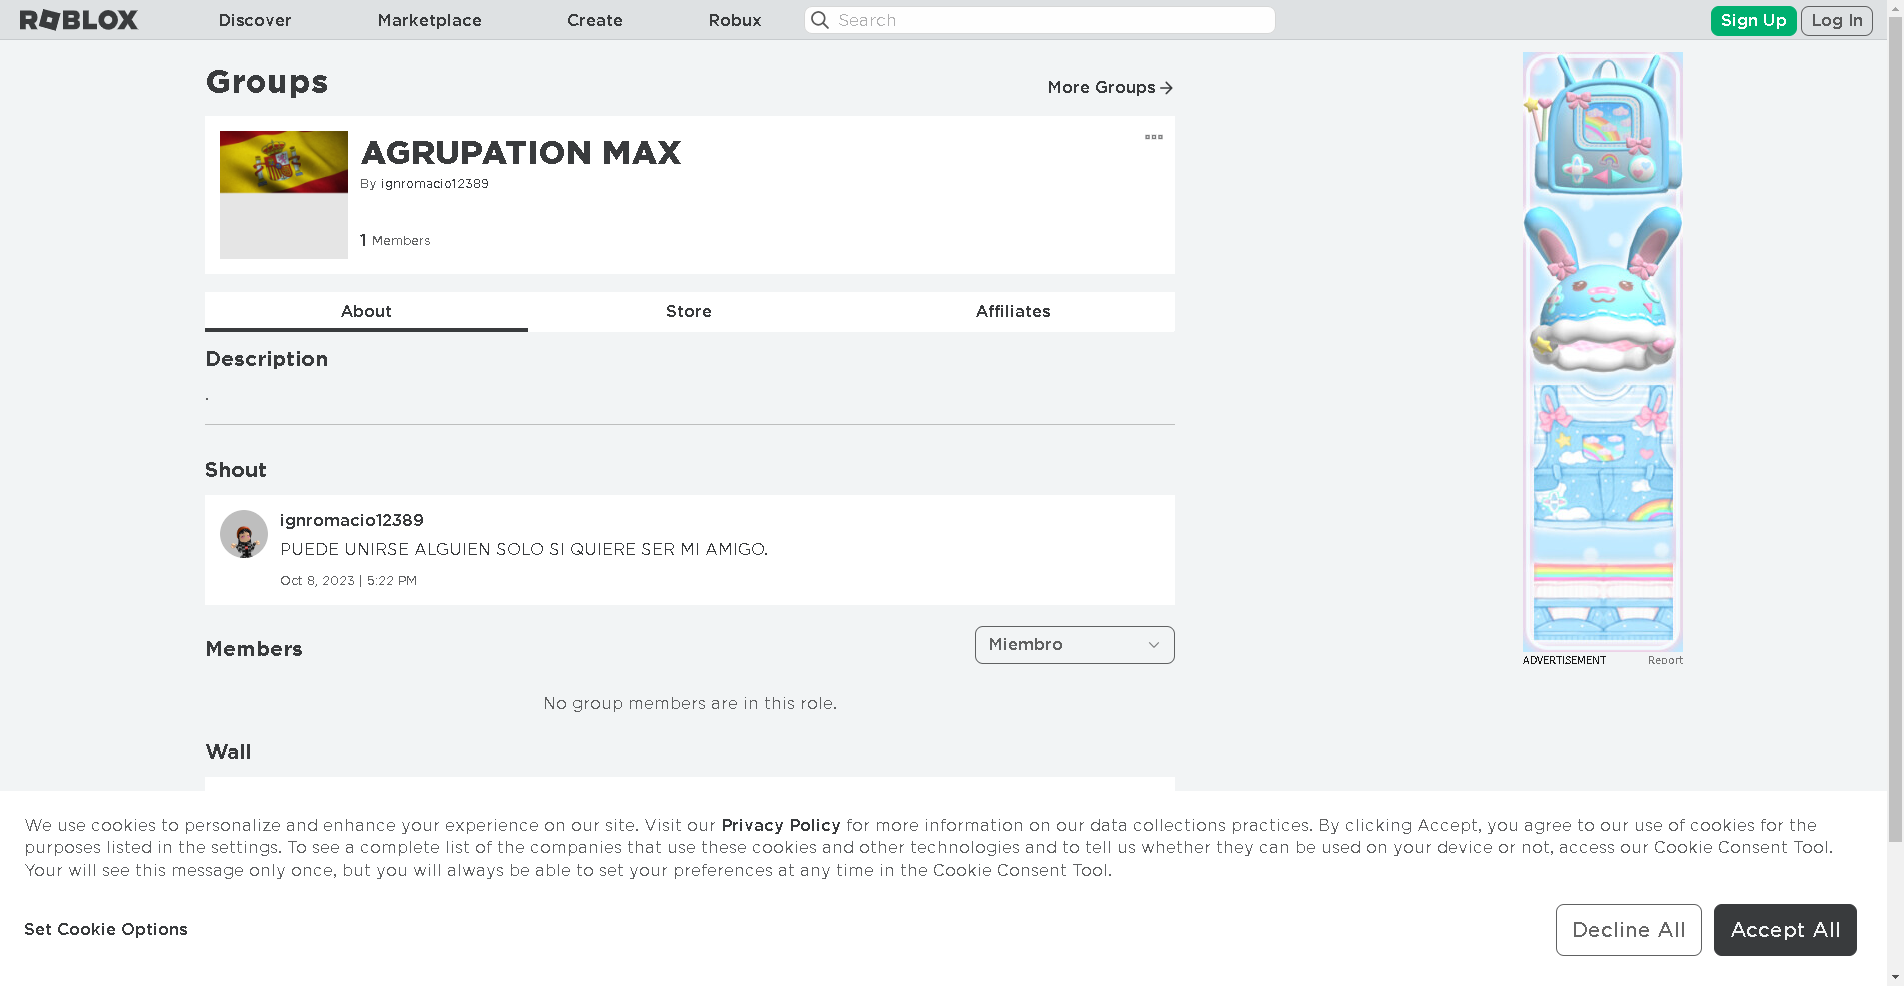 ROBLOX Discover Marketplace Create Robux Search Sign Up Log In
Groups
More Groups
AGRUPATION MAX
By ignromacio12389
1 Members
About Store Affiliates
Description
.
Shout
ignromacio12389
PUEDE UNIRSE ALGUIEN SOLO SI QUIERE SER MI AMIGO.
Oct 8, 2023 | 5:22 PM
Members
Miembro
No group members are in this role.
Wall
ADVERTISEMENT Report
We use cookies to personalize and enhance your experience on our site. Visit our Privacy Policy for more information on our data collections practices. By clicking Accept, you agree to our use of cookies for the
purposes listed in the settings. To see a complete list of the companies that use these cookies and other technologies and to tell us whether they can be used on your device or not, access our Cookie Consent Tool.
Your will see this message only once, but you will always be able to set your preferences at any time in the Cookie Consent Tool.
Set Cookie Options
Decline All
Accept All